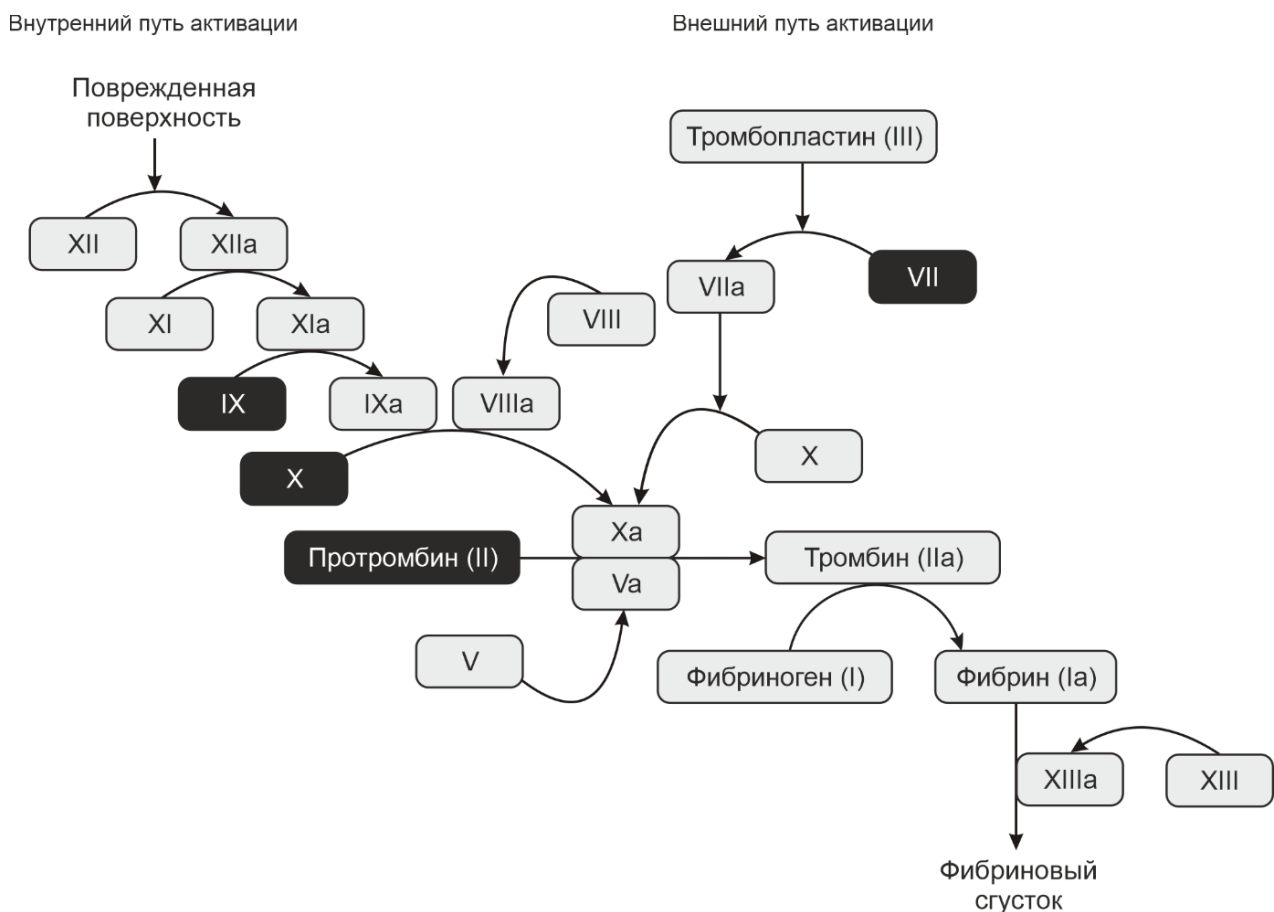 Внутренний путь активации
Внешний путь активации
Поврежденная
поверхность
Тромбопластин (III)
XII
XIIa
VIIa
VII
XI
XIa
VIII
IX
IXa
VIIIa
X
X
Xa
Протромбин (II)
Тромбин (IIa)
Va
V
Фибриноген (I)
Фибрин (Ia)
XIIIa
XIII
Фибриновый
сгусток